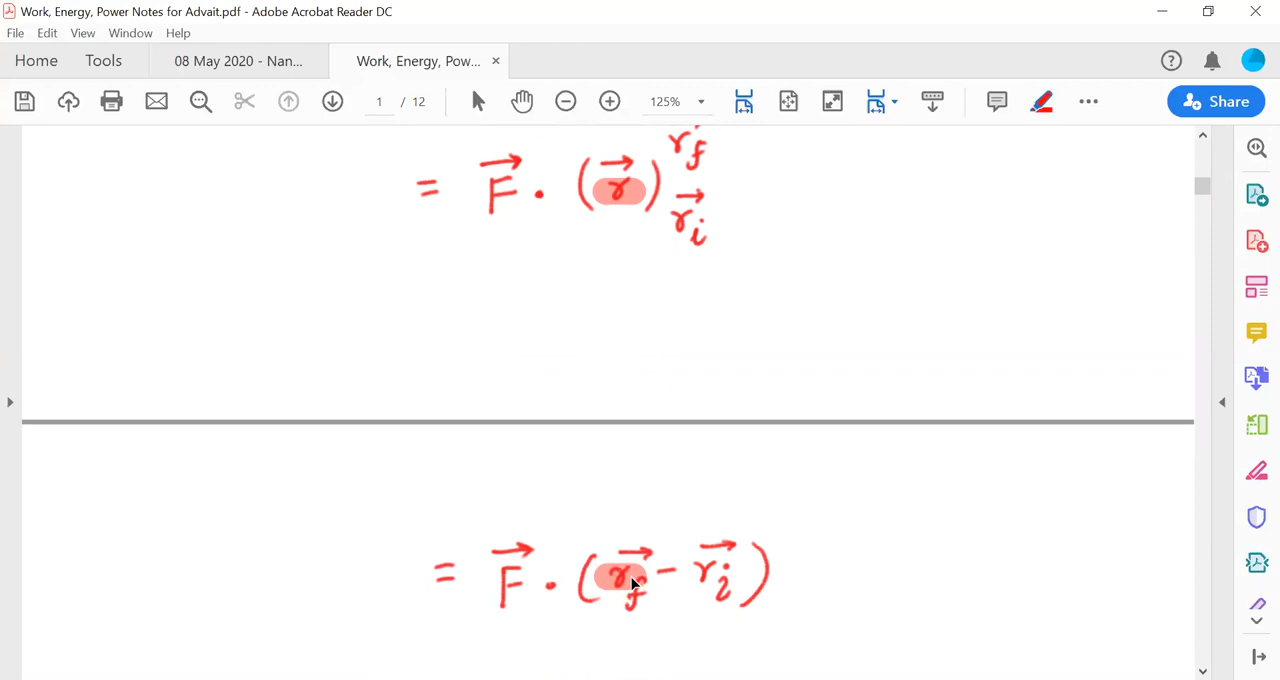 Work, Energy, Power Notes for Advait.pdf - Adobe Acrobat Reader DC
File Edit View Window Help
Home Tools 08 May 2020 - Nan... Work, Energy, Pow... ×
1 / 12 125% Share
= F⃗ · (r⃗)
r⃗f
r⃗i
= F⃗ · (r⃗f - r⃗i)